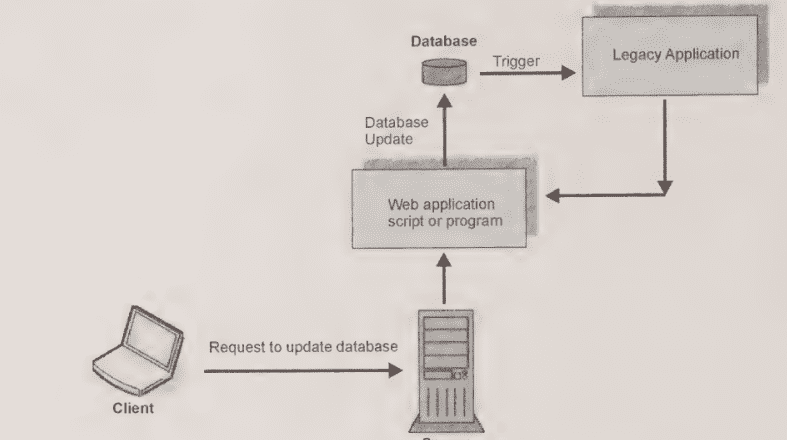 Database
Trigger
Legacy Application
Database
Update
Web application
script or program
Request to update database
Client